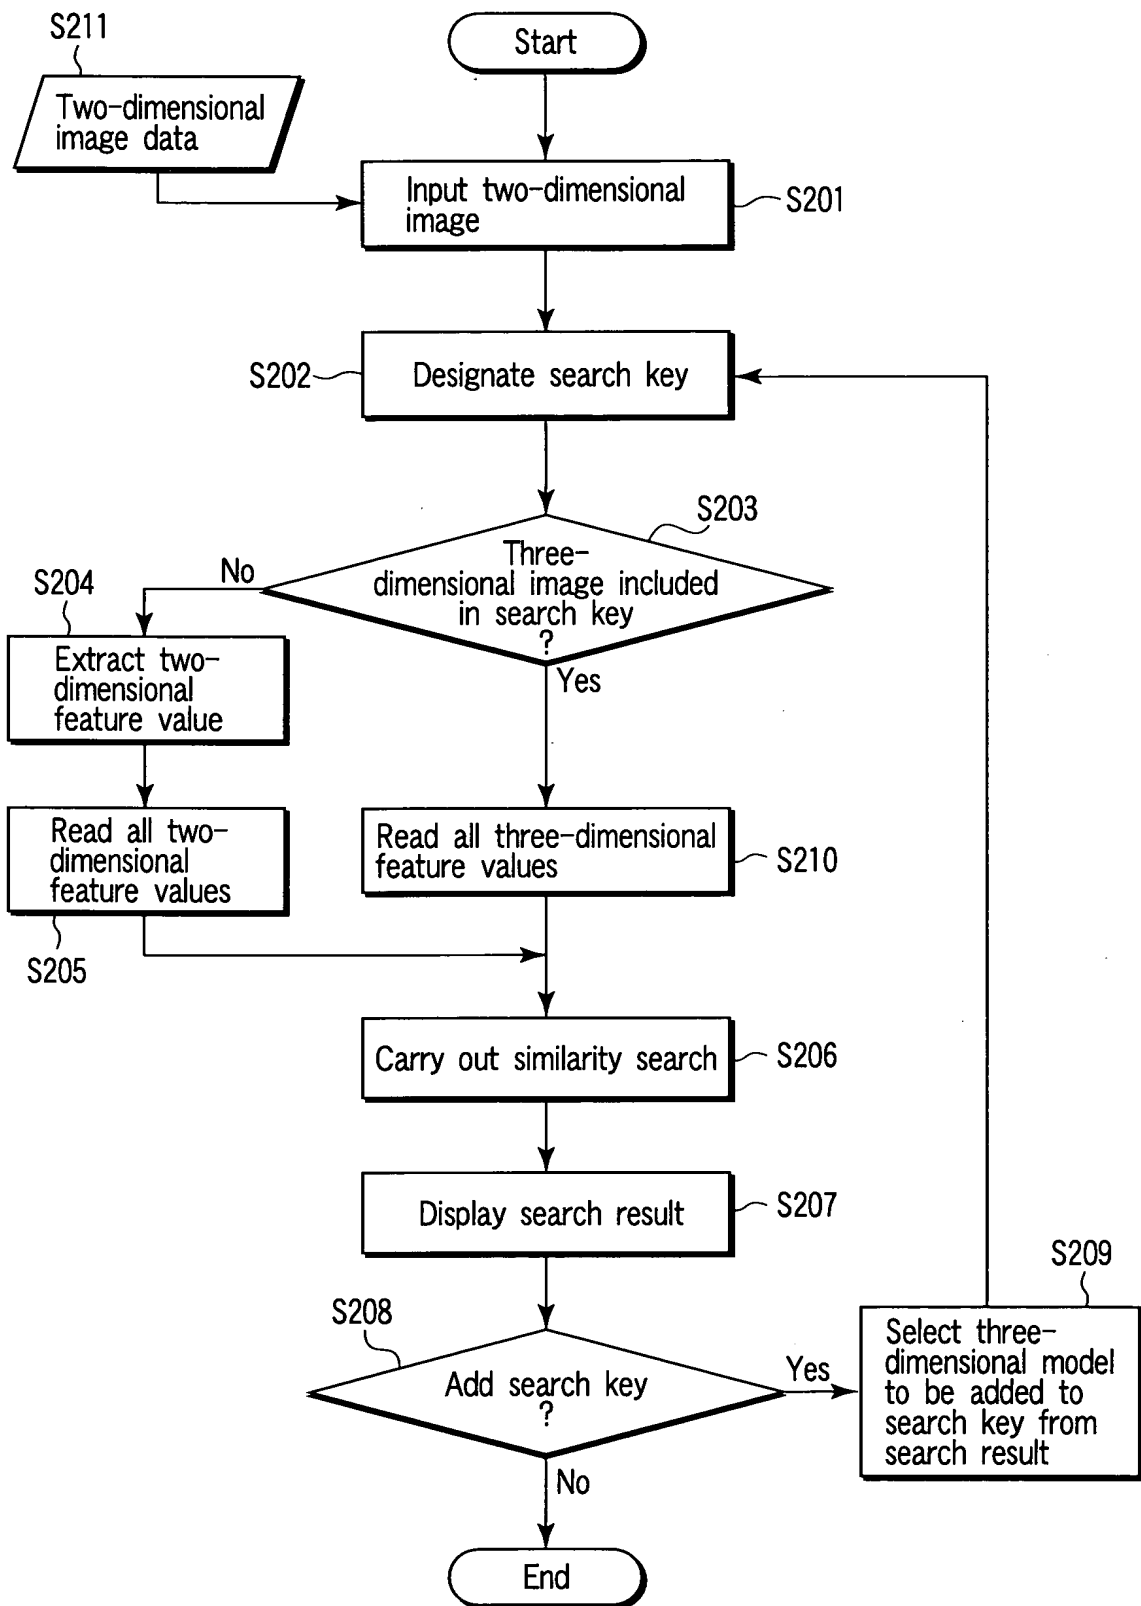 S211
Start
Two-dimensional
image data
Input two-dimensional
image
S201
S202
Designate search key
S203
Three-
dimensional image included
in search key
?
No
Yes
S204
Extract two-
dimensional
feature value
Read all two-
dimensional
feature values
S205
Read all three-dimensional
feature values
S210
Carry out similarity search
S206
Display search result
S207
S208
Add search key
?
Yes
No
S209
Select three-
dimensional model
to be added to
search key from
search result
End